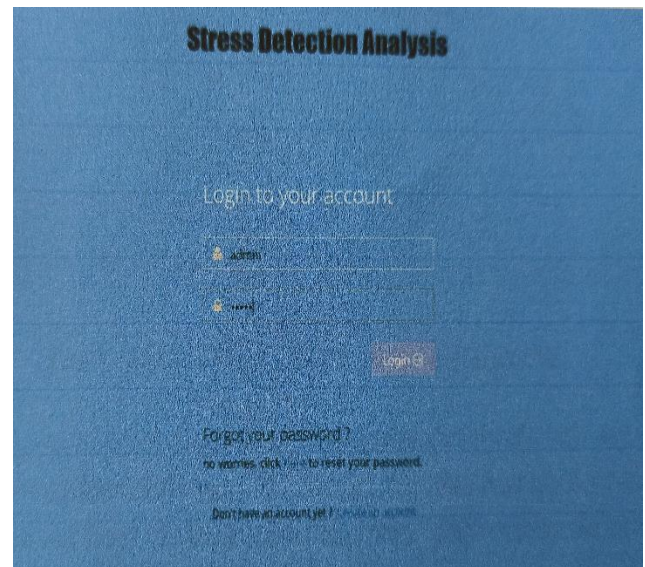 Stress Detection Analysis
Login to your account
admin
•••••
Login
Forgot your password ?
no worries, click to reset your password.
Don't have an account yet ?